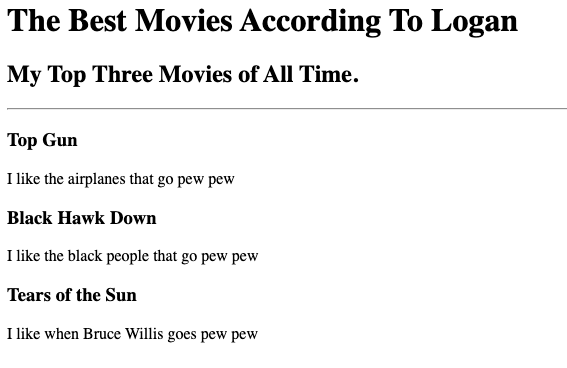 The Best Movies According To Logan
My Top Three Movies of All Time.
Top Gun
I like the airplanes that go pew pew
Black Hawk Down
I like the black people that go pew pew
Tears of the Sun
I like when Bruce Willis goes pew pew